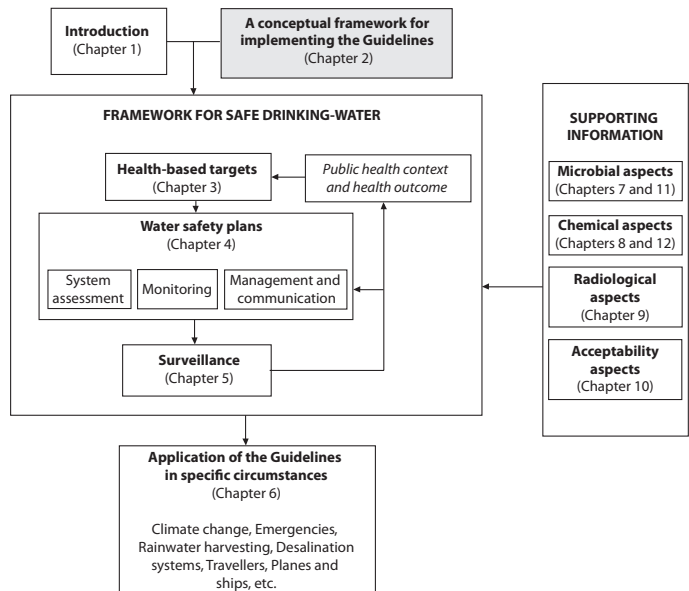 Introduction
(Chapter 1)
A conceptual framework for
implementing the Guidelines
(Chapter 2)
FRAMEWORK FOR SAFE DRINKING-WATER
Health-based targets
(Chapter 3)
Public health context
and health outcome
Water safety plans
(Chapter 4)
System
assessment
Monitoring
Management and
communication
Surveillance
(Chapter 5)
SUPPORTING
INFORMATION
Microbial aspects
(Chapters 7 and 11)
Chemical aspects
(Chapters 8 and 12)
Radiological
aspects
(Chapter 9)
Acceptability
aspects
(Chapter 10)
Application of the Guidelines
in specific circumstances
(Chapter 6)
Climate change, Emergencies,
Rainwater harvesting, Desalination
systems, Travellers, Planes and
ships, etc.